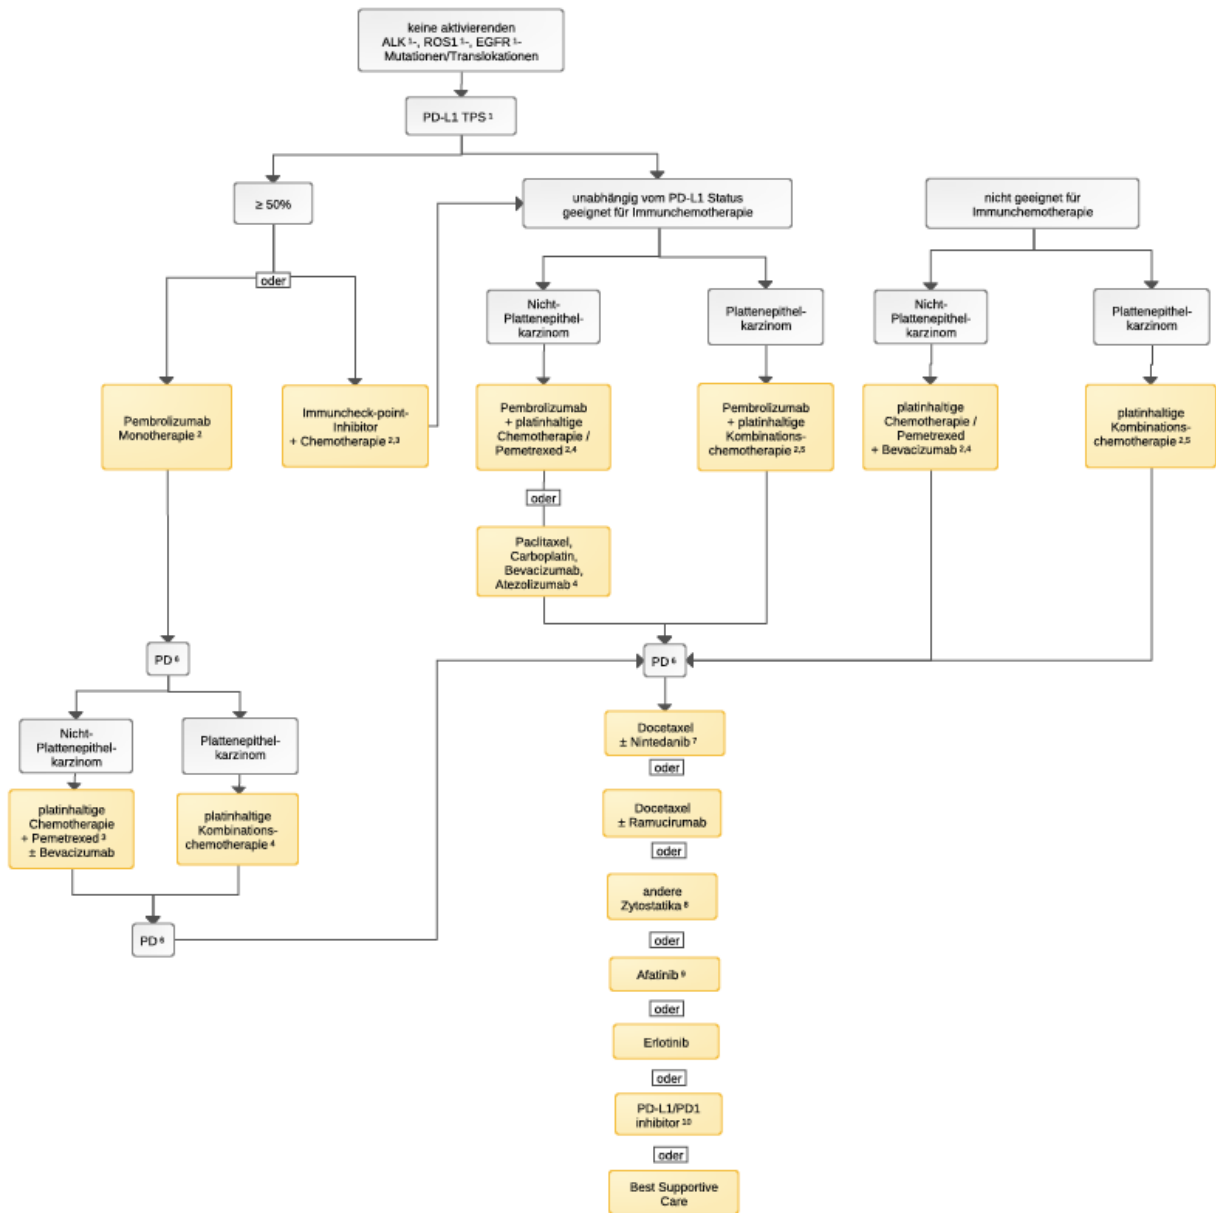 keine aktivierenden
ALK ¹-, ROS1 ¹-, EGFR ¹-
Mutationen/Translokationen
PD-L1 TPS ¹
≥ 50%
unabhängig vom PD-L1 Status
geeignet für Immunchemotherapie
nicht geeignet für
Immunchemotherapie
oder
Nicht-
Plattenepithel-
karzinom
Plattenepithel-
karzinom
Nicht-
Plattenepithel-
karzinom
Plattenepithel-
karzinom
Pembrolizumab
Monotherapie ²
Immuncheck-point-
Inhibitor
+ Chemotherapie ²,³
Pembrolizumab
+ platinhaltige
Chemotherapie /
Pemetrexed ²,⁴
Pembrolizumab
+ platinhaltige
Kombinations-
chemotherapie ²,⁵
platinhaltige
Chemotherapie /
Pemetrexed
+ Bevacizumab ²,⁴
platinhaltige
Kombinations-
chemotherapie ²,⁵
oder
Paclitaxel,
Carboplatin,
Bevacizumab,
Atezolizumab ⁴
PD ⁶
PD ⁶
Nicht-
Plattenepithel-
karzinom
Plattenepithel-
karzinom
platinhaltige
Chemotherapie
+ Pemetrexed ³
± Bevacizumab
platinhaltige
Kombinations-
chemotherapie ⁴
PD ⁶
Docetaxel
± Nintedanib ⁷
oder
Docetaxel
± Ramucirumab
oder
andere
Zytostatika ⁸
oder
Afatinib ⁹
oder
Erlotinib
oder
PD-L1/PD1
inhibitor ¹⁰
oder
Best Supportive
Care